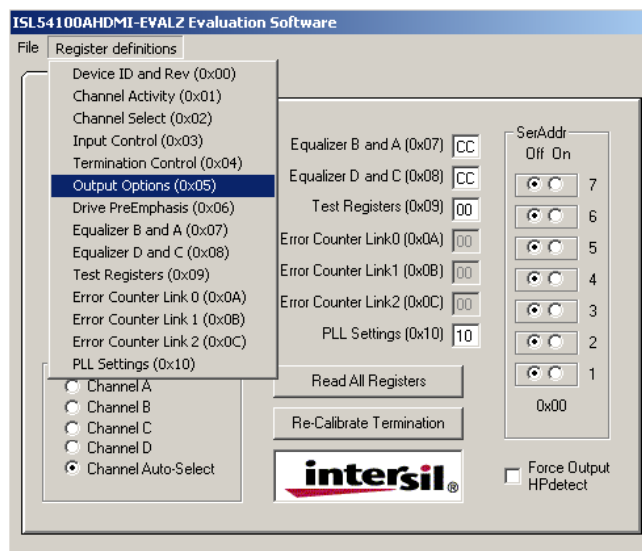 ISL54100AHDMI-EVALZ Evaluation Software
File Register definitions
Device ID and Rev (0x00)
Channel Activity (0x01)
Channel Select (0x02)
Input Control (0x03)
Termination Control (0x04)
Output Options (0x05)
Drive PreEmphasis (0x06)
Equalizer B and A (0x07)
Equalizer D and C (0x08)
Test Registers (0x09)
Error Counter Link 0 (0x0A)
Error Counter Link 1 (0x0B)
Error Counter Link 2 (0x0C)
PLL Settings (0x10)
Equalizer B and A (0x07) CC
Equalizer D and C (0x08) CC
Test Registers (0x09) 00
Error Counter Link0 (0x0A) 00
Error Counter Link1 (0x0B) 00
Error Counter Link2 (0x0C) 00
PLL Settings (0x10) 10
SerAddr
Off On
7
6
5
4
3
2
1
0x00
Channel A
Channel B
Channel C
Channel D
Channel Auto-Select
Read All Registers
Re-Calibrate Termination
intersil®
Force Output
HPdetect